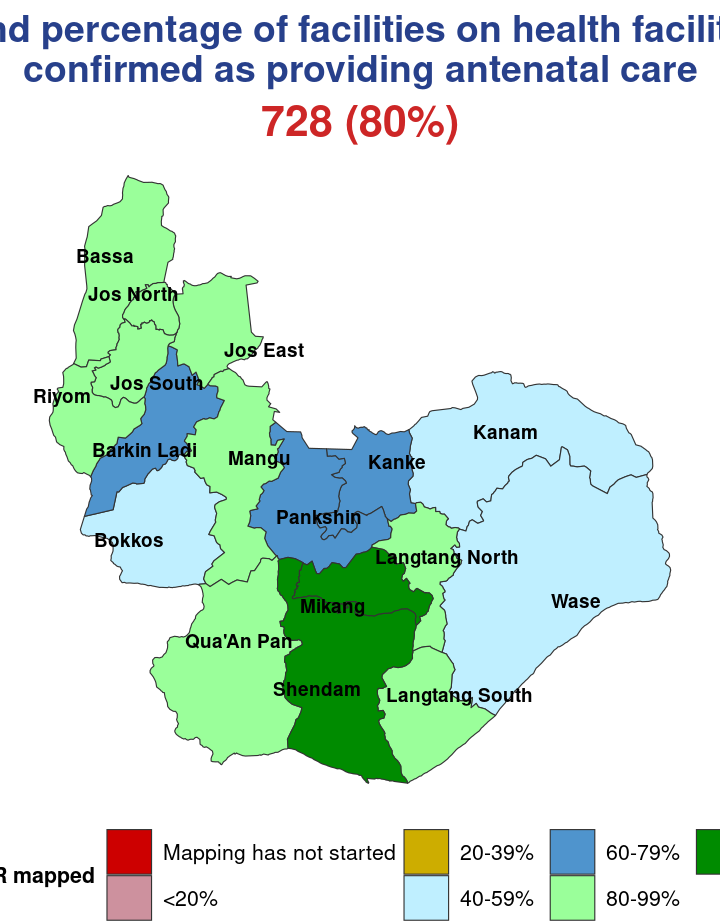 nd percentage of facilities on health facilit
confirmed as providing antenatal care
728 (80%)
Bassa
Jos North
Jos East
Riyom
Jos South
Barkin Ladi
Mangu
Kanke
Kanam
Pankshin
Bokkos
Langtang North
Mikang
Wase
Qua'An Pan
Shendam
Langtang South
R mapped
Mapping has not started
20-39%
60-79%
<20%
40-59%
80-99%